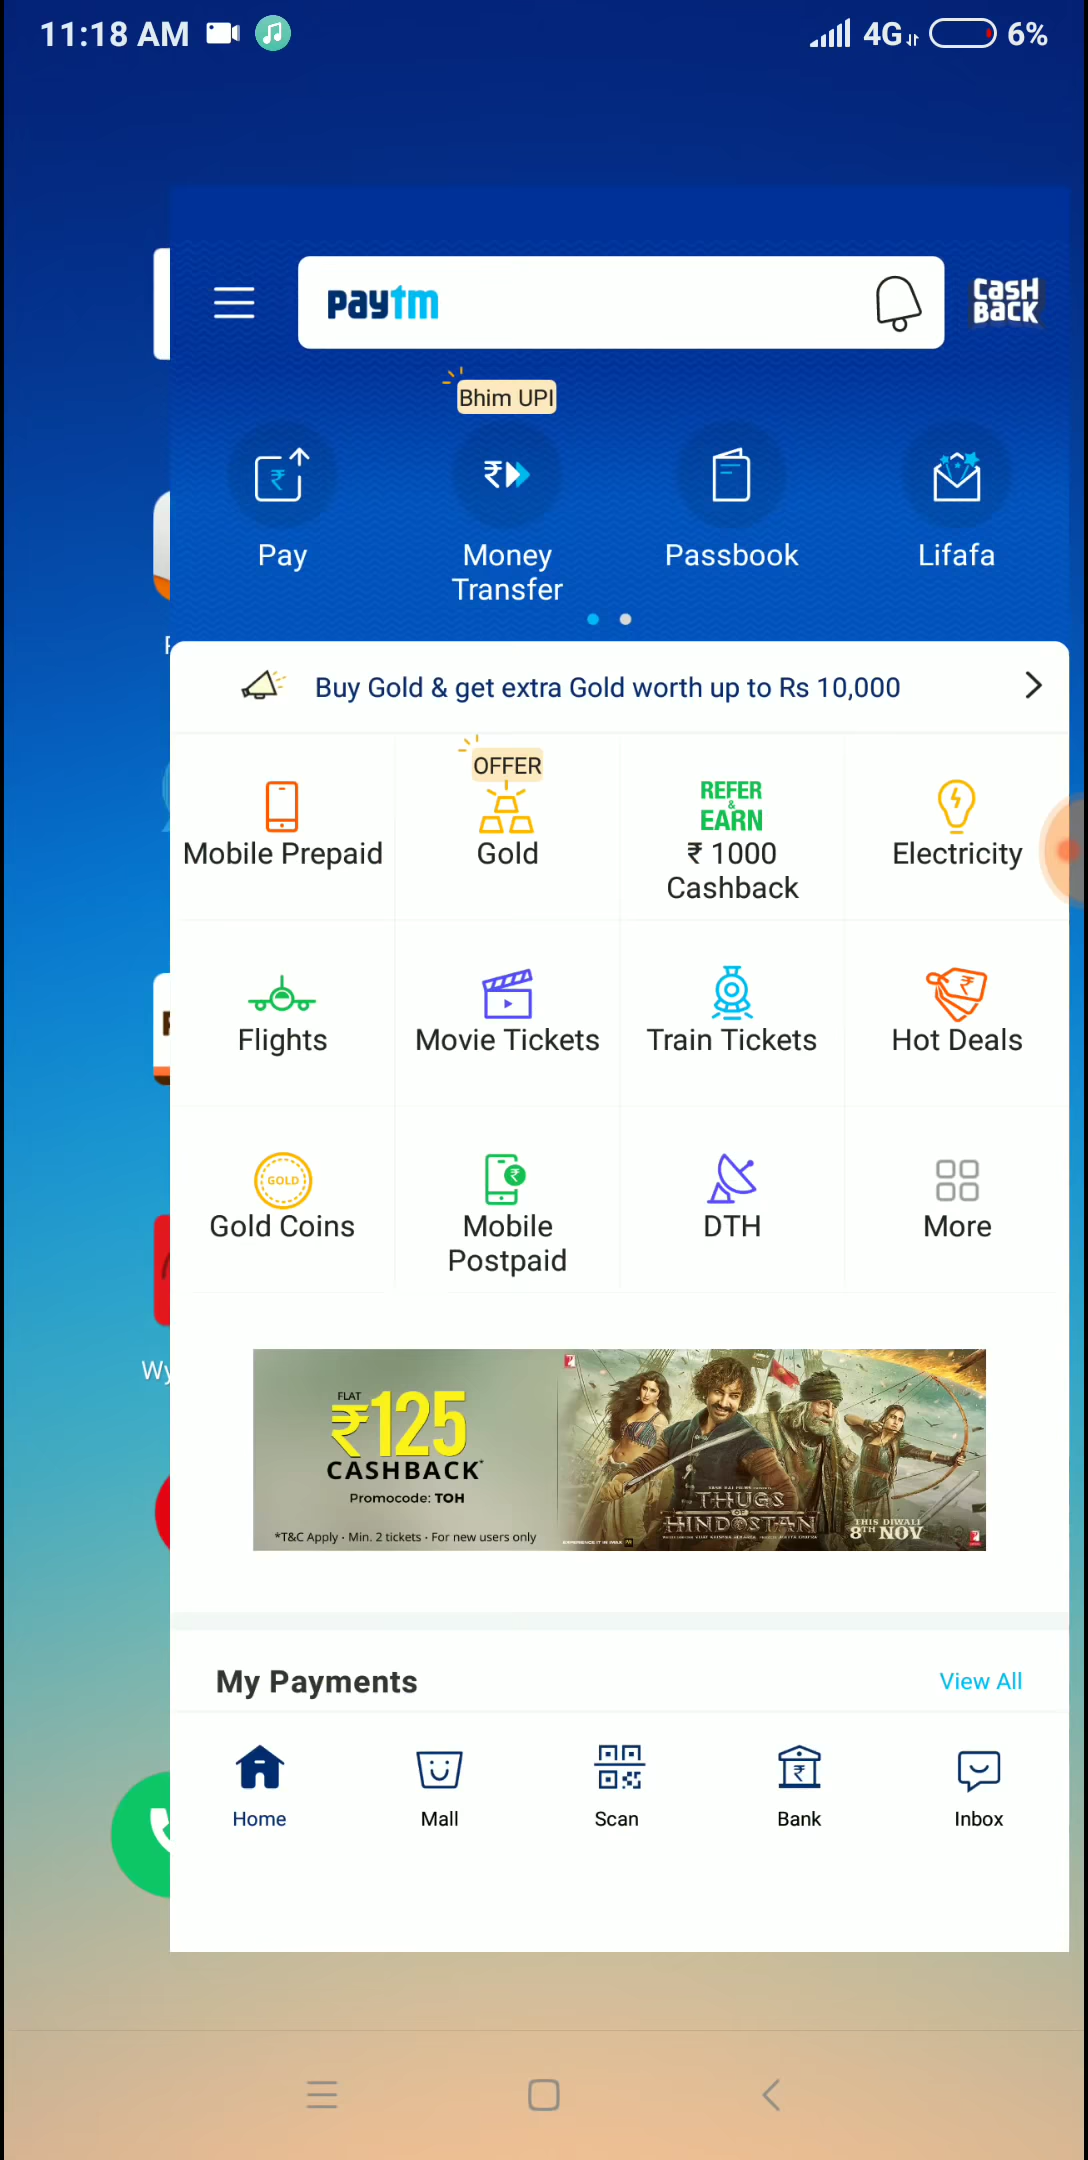 11:18 AM 4G 6%
paytm
CASH
BACK
Bhim UPI
Pay
Money
Transfer
Passbook
Lifafa
Buy Gold & get extra Gold worth up to Rs 10,000
Mobile Prepaid
OFFER
Gold
REFER
&
EARN
₹ 1000
Cashback
Electricity
Flights
Movie Tickets
Train Tickets
Hot Deals
GOLD
Gold Coins
Mobile
Postpaid
DTH
More
Wy
FLAT
₹125
CASHBACK*
Promocode: TOH
*T&C Apply · Min. 2 tickets · For new users only
THUGS
OF
HINDOSTAN
THIS DIWALI
8TH NOV
My Payments
View All
Home
Mall
Scan
Bank
Inbox